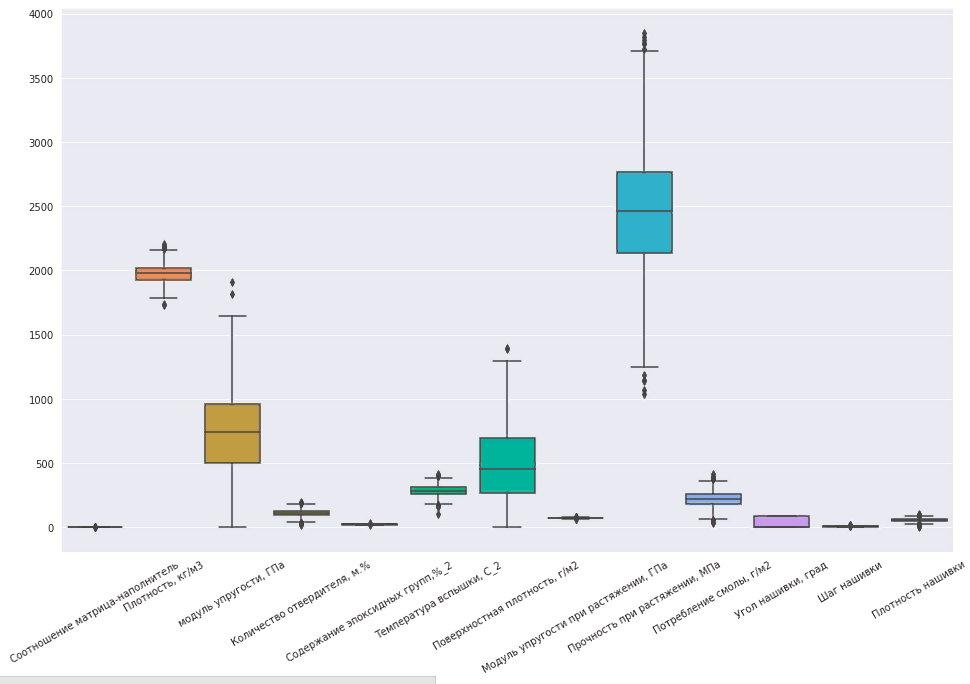 4000
3500
3000
2500
2000
1500
1000
500
0
Соотношение матрица-наполнитель
Плотность, кг/м3
модуль упругости, ГПа
Количество отвердителя, м.%
Содержание эпоксидных групп,%_2
Температура вспышки, С_2
Поверхностная плотность, г/м2
Модуль упругости при растяжении, ГПа
Прочность при растяжении, МПа
Потребление смолы, г/м2
Угол нашивки, град
Шаг нашивки
Плотность нашивки